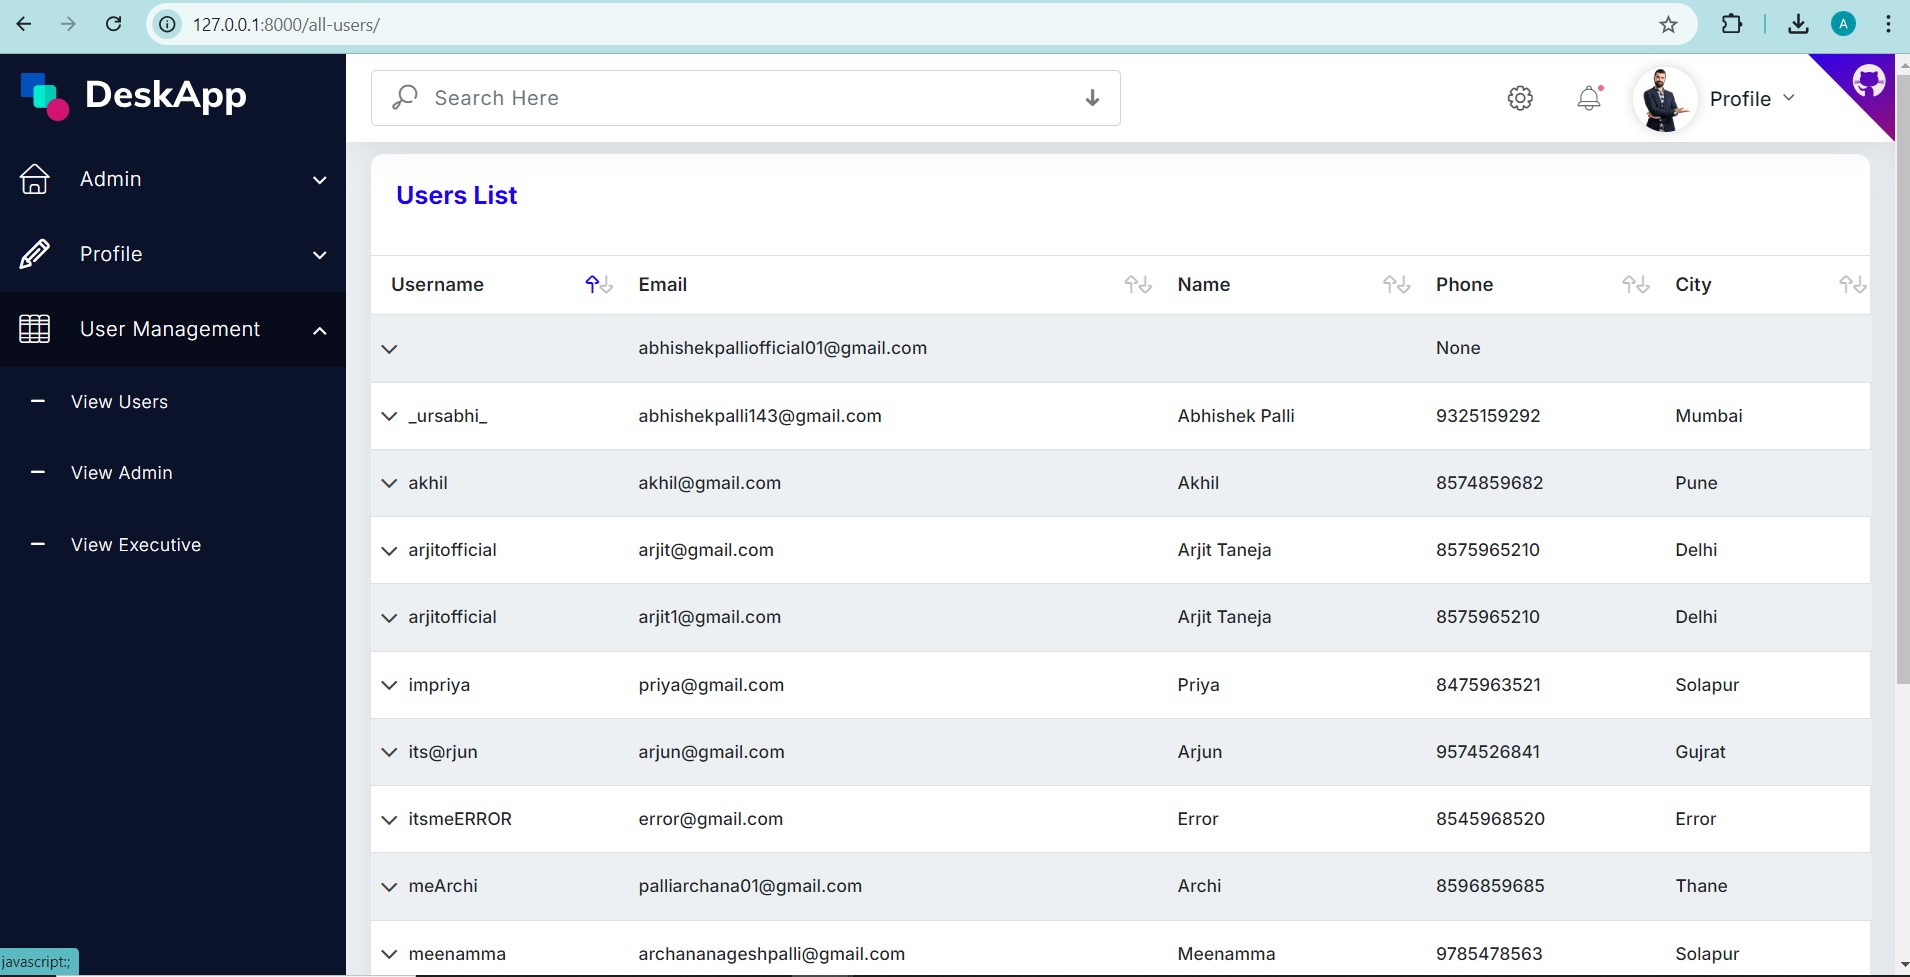 127.0.0.1:8000/all-users/
A
DeskApp
Search Here
Profile
Admin
Profile
User Management
View Users
View Admin
View Executive
Users List
Username Email Name Phone City
abhishekpalliofficial01@gmail.com None
_ursabhi_ abhishekpalli143@gmail.com Abhishek Palli 9325159292 Mumbai
akhil akhil@gmail.com Akhil 8574859682 Pune
arjitofficial arjit@gmail.com Arjit Taneja 8575965210 Delhi
arjitofficial arjit1@gmail.com Arjit Taneja 8575965210 Delhi
impriya priya@gmail.com Priya 8475963521 Solapur
its@rjun arjun@gmail.com Arjun 9574526841 Gujrat
itsmeERROR error@gmail.com Error 8545968520 Error
meArchi palliarchana01@gmail.com Archi 8596859685 Thane
meenamma archananageshpalli@gmail.com Meenamma 9785478563 Solapur
javascript:;